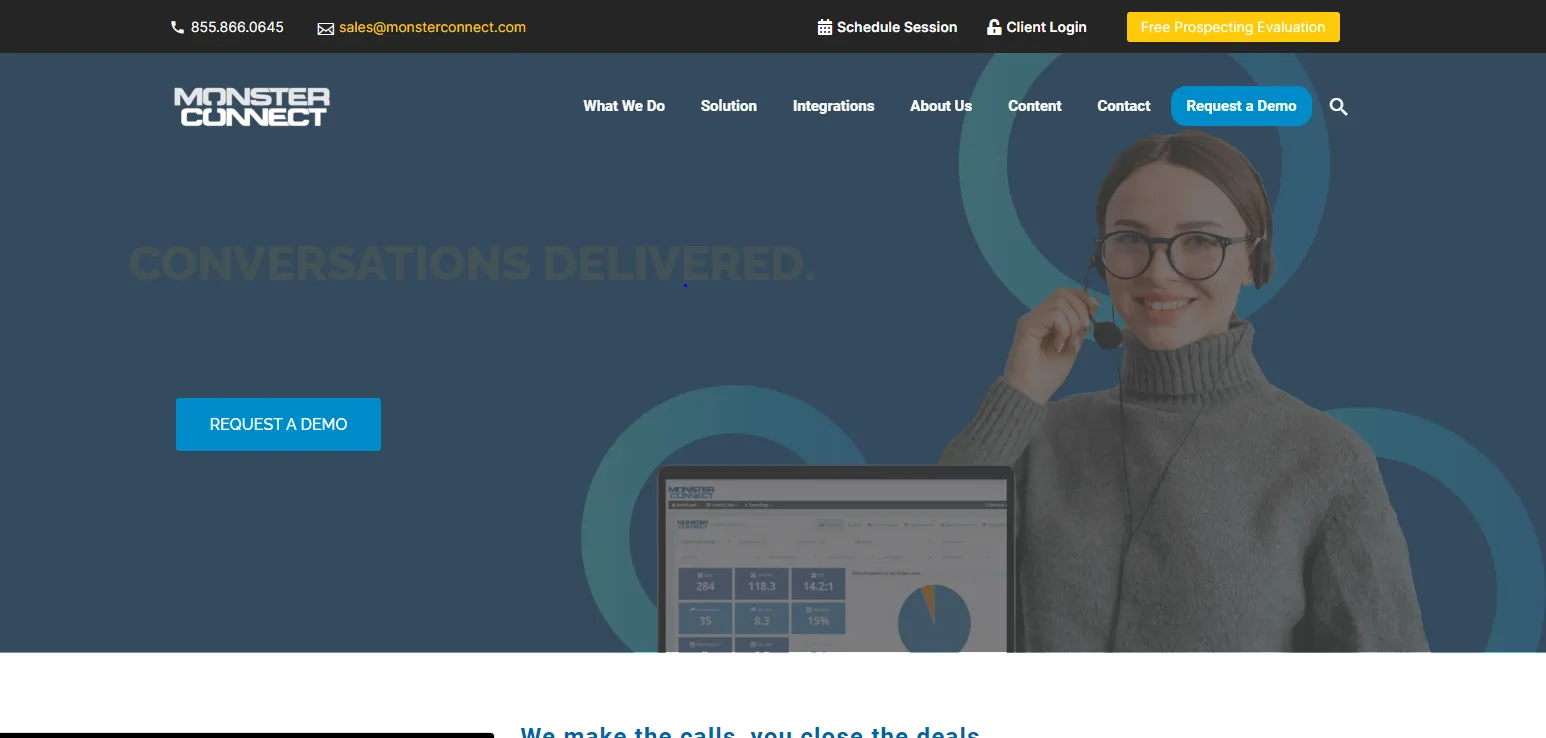 855.866.0645
sales@monsterconnect.com
Schedule Session
Client Login
Free Prospecting Evaluation
MONSTER
CONNECT
What We Do
Solution
Integrations
About Us
Content
Contact
Request a Demo
CONVERSATIONS DELIVERED.
REQUEST A DEMO
MONSTER
CONNECT
MONSTER
CONNECT
284
118.3
14.2:1
35
8.3
15%
We make the calls, you close the deals